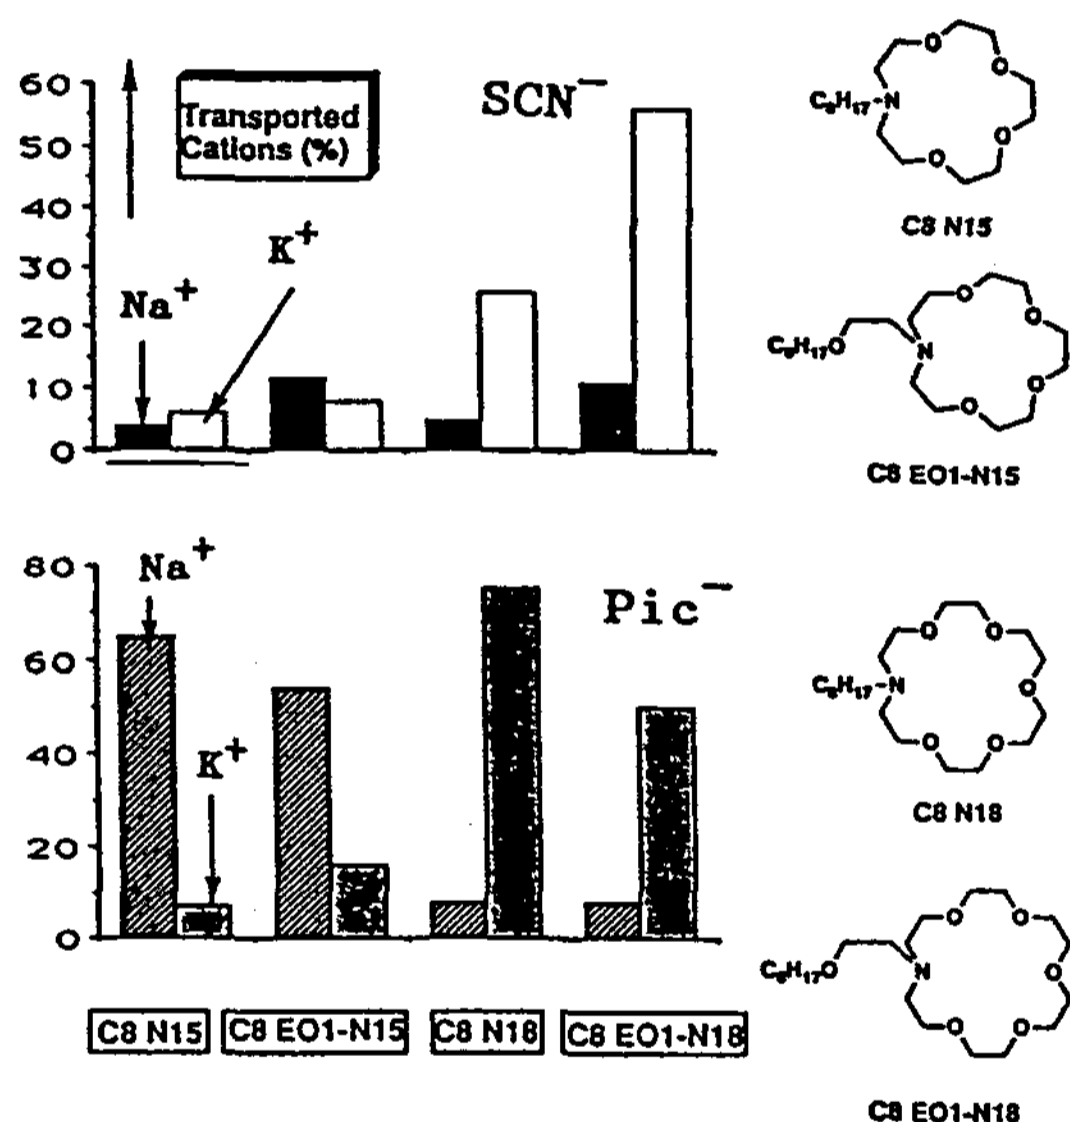 Transported
Cations (%)
SCN⁻
60
50
40
30
20
10
0
Na⁺
K⁺
C₈H₁₇-N
O
O
O
O
C8 N15
C₈H₁₇O
N
O
O
O
O
C8 EO1-N15
80
60
40
20
0
Na⁺
K⁺
Pic⁻
C₈H₁₇-N
O
O
O
O
O
C8 N18
C₈H₁₇O
N
O
O
O
O
O
C8 EO1-N18
C8 N15
C8 EO1-N15
C8 N18
C8 EO1-N18